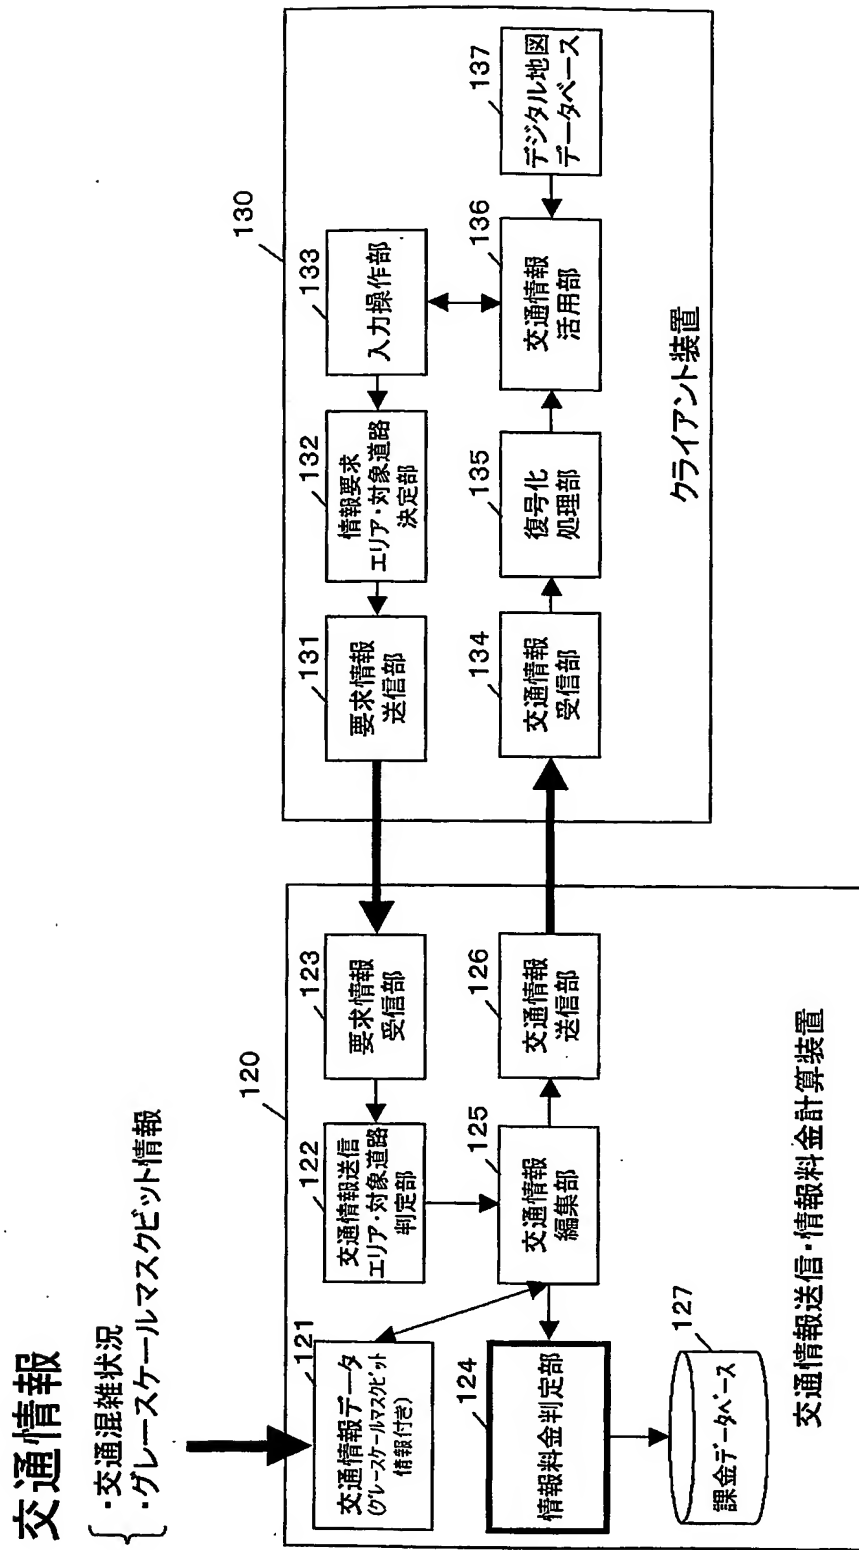 交通情報
・交通混雑状況
・グレースケールマスクビット情報
120
121
交通情報データ
(グレースケールマスクビット
情報付き)
122
交通情報送信
エリア・対象道路
判定部
123
要求情報
受信部
124
情報料金判定部
125
交通情報
編集部
126
交通情報
送信部
127
課金データベース
交通情報送信・情報料金計算装置
130
131
要求情報
送信部
132
情報要求
エリア・対象道路
決定部
133
入力操作部
134
交通情報
受信部
135
復号化
処理部
136
交通情報
活用部
137
デジタル地図
データベース
クライアント装置